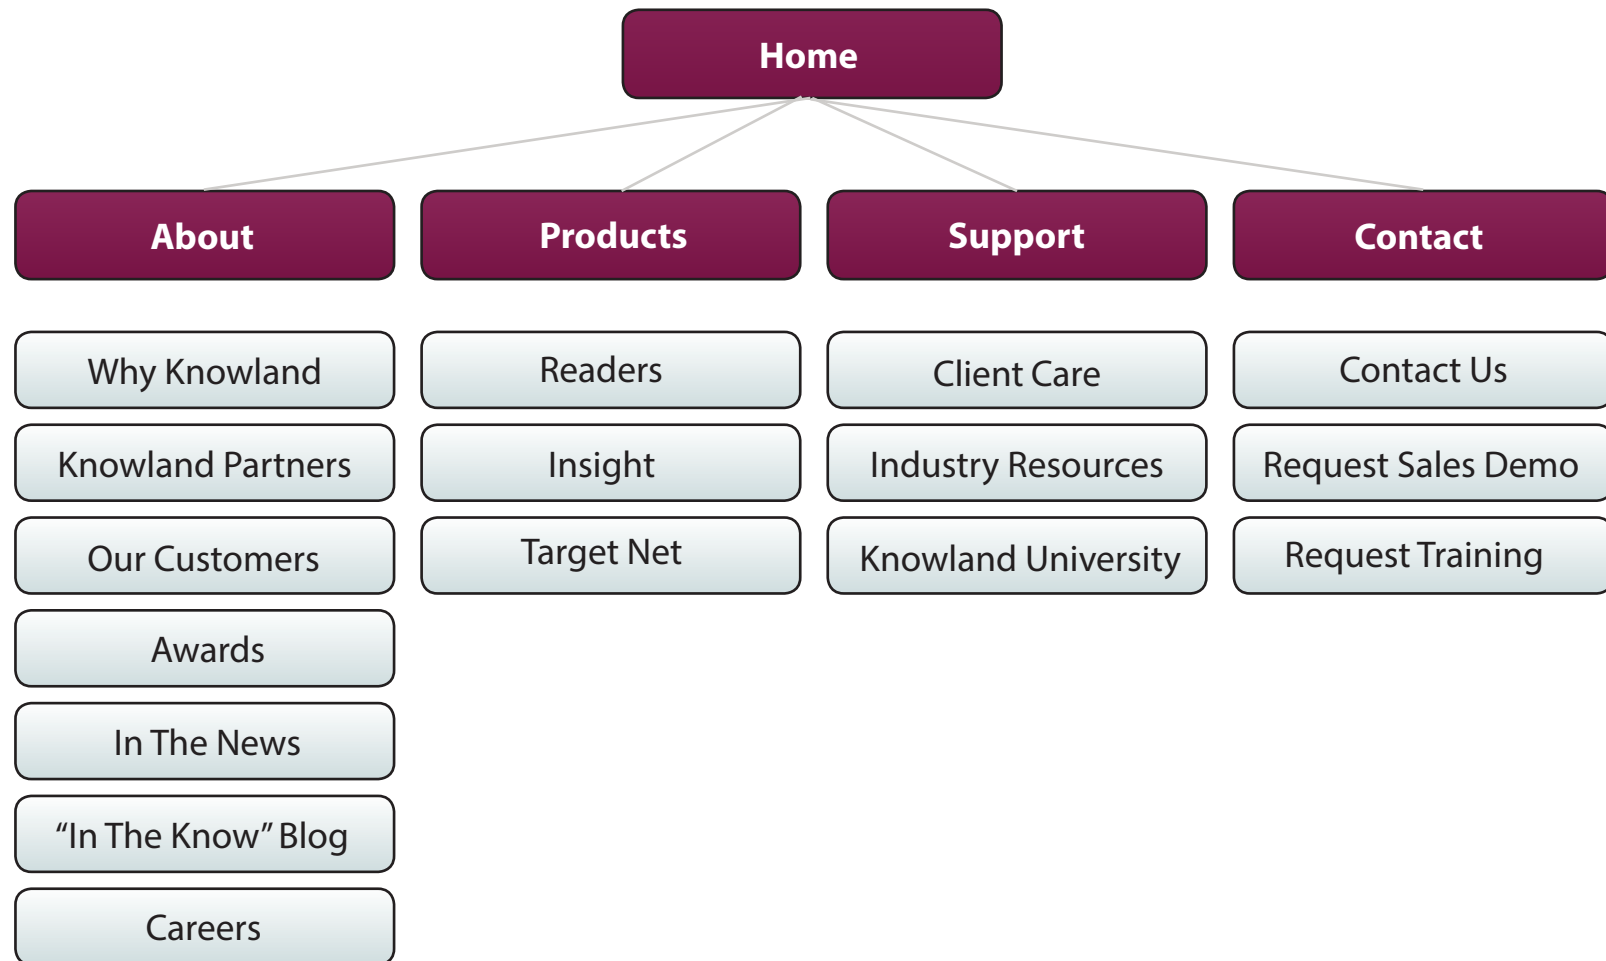 Home
About
Products
Support
Contact
Why Knowland
Knowland Partners
Our Customers
Awards
In The News
“In The Know” Blog
Careers
Readers
Insight
Target Net
Client Care
Industry Resources
Knowland University
Contact Us
Request Sales Demo
Request Training